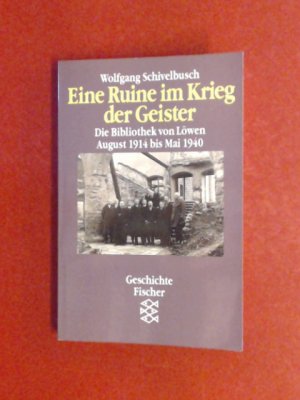 Wolfgang Schivelbusch
Eine Ruine im Krieg
der Geister
Die Bibliothek von Löwen
August 1914 bis Mai 1940
Geschichte
Fischer